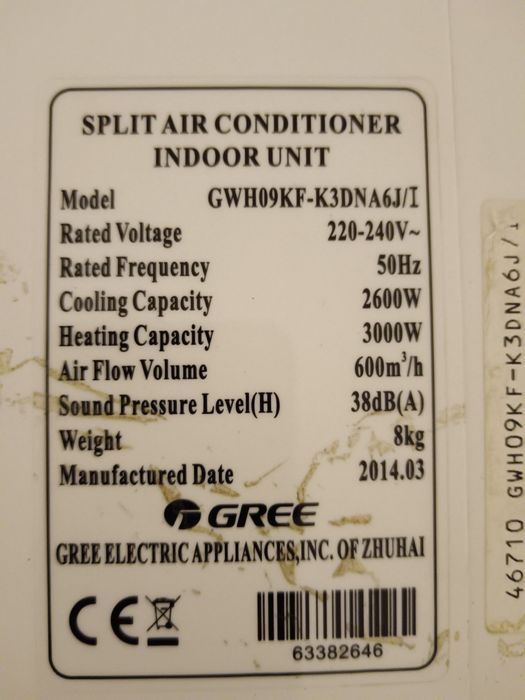 SPLIT AIR CONDITIONER
INDOOR UNIT
Model GWH09KF-K3DNA6J/I
Rated Voltage 220-240V~
Rated Frequency 50Hz
Cooling Capacity 2600W
Heating Capacity 3000W
Air Flow Volume 600m³/h
Sound Pressure Level(H) 38dB(A)
Weight 8kg
Manufactured Date 2014.03
GREE
GREE ELECTRIC APPLIANCES,INC. OF ZHUHAI
CE
63382646
46710 GWH09KF-K3DNA6J/I